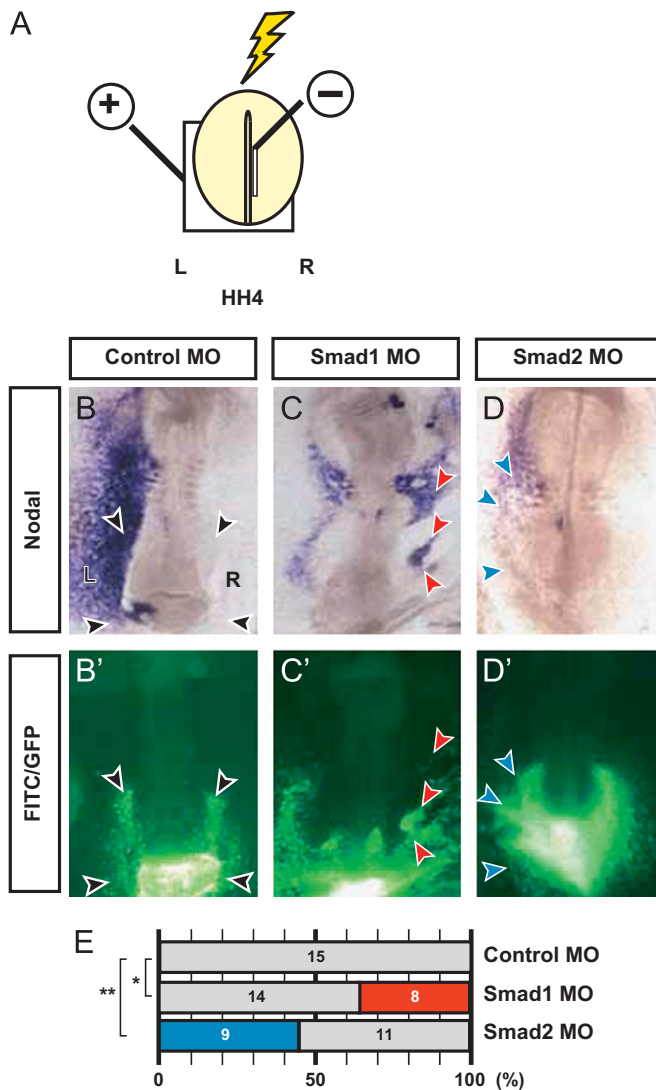 A
+
−
L R
HH4
Control MO Smad1 MO Smad2 MO
Nodal
B C D
L R
FITC/GFP
B' C' D'
E
15 Control MO
* 14 8 Smad1 MO
** 9 11 Smad2 MO
0 50 100 (%)